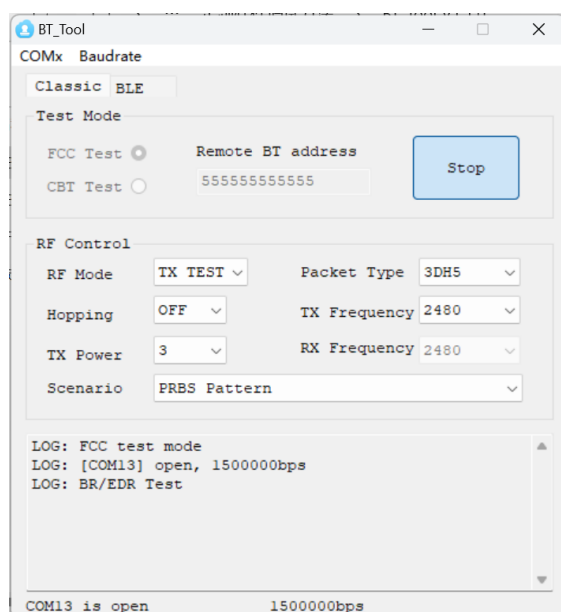 BT_Tool
COMx Baudrate
Classic BLE
Test Mode
FCC Test
Remote BT address
CBT Test
555555555555
Stop
RF Control
RF Mode TX TEST Packet Type 3DH5
Hopping OFF TX Frequency 2480
TX Power 3 RX Frequency 2480
Scenario PRBS Pattern
LOG: FCC test mode
LOG: [COM13] open, 1500000bps
LOG: BR/EDR Test
COM13 is open 1500000bps